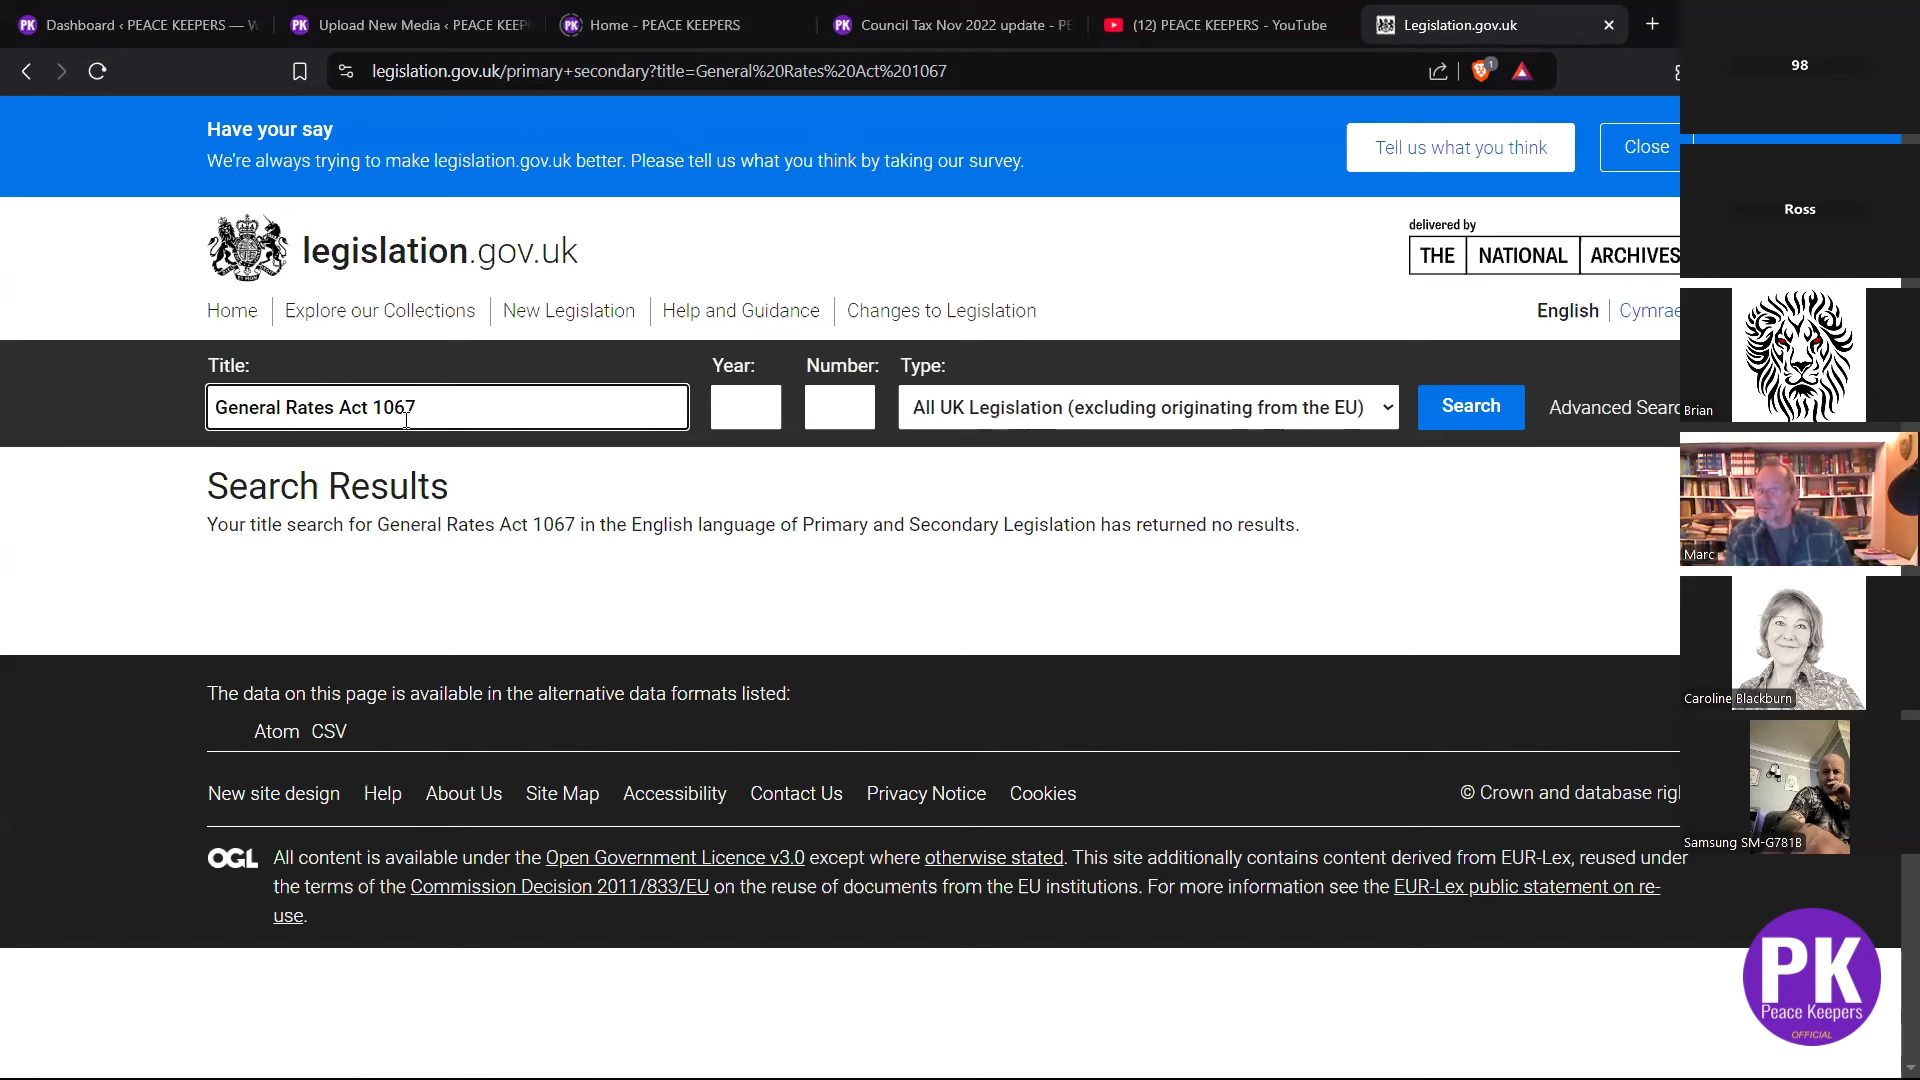 Dashboard ‹ PEACE KEEPERS — W
Upload New Media ‹ PEACE KEEP
Home - PEACE KEEPERS
Council Tax Nov 2022 update - PE
(12) PEACE KEEPERS - YouTube
Legislation.gov.uk
legislation.gov.uk/primary+secondary?title=General%20Rates%20Act%201067
1
98
Have your say
We're always trying to make legislation.gov.uk better. Please tell us what you think by taking our survey.
Tell us what you think
Close
Ross
legislation.gov.uk
delivered by
THE NATIONAL ARCHIVES
Home
Explore our Collections
New Legislation
Help and Guidance
Changes to Legislation
English
Cymrae
Title:
Year:
Number:
Type:
General Rates Act 1067
All UK Legislation (excluding originating from the EU)
Search
Advanced Searc
Brian
Search Results
Your title search for General Rates Act 1067 in the English language of Primary and Secondary Legislation has returned no results.
Marc
Caroline Blackburn
The data on this page is available in the alternative data formats listed:
Atom CSV
New site design
Help
About Us
Site Map
Accessibility
Contact Us
Privacy Notice
Cookies
© Crown and database righ
Samsung SM-G781B
OGL
All content is available under the Open Government Licence v3.0 except where otherwise stated. This site additionally contains content derived from EUR-Lex, reused under
the terms of the Commission Decision 2011/833/EU on the reuse of documents from the EU institutions. For more information see the EUR-Lex public statement on re-
use.
PK
Peace Keepers
OFFICIAL